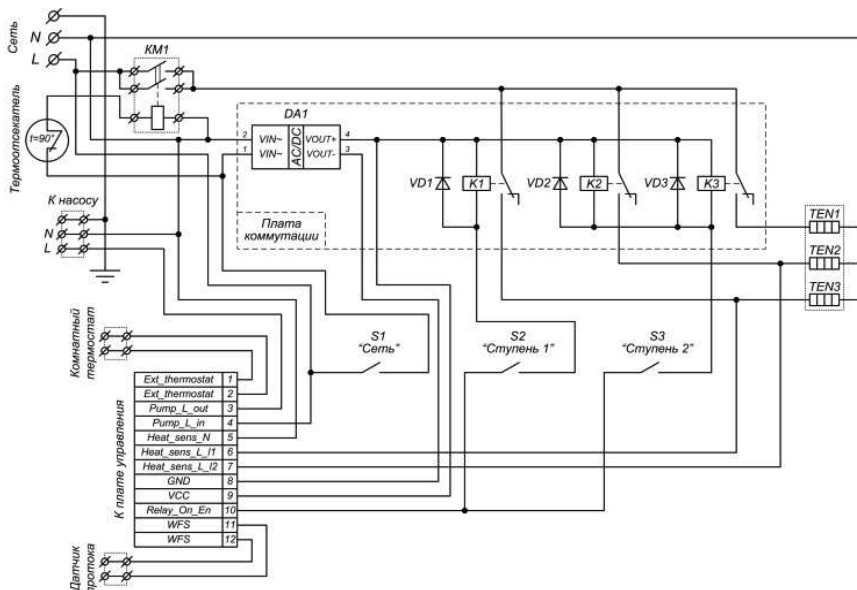 Сеть
N
L
KM1
Термоотсекатель
t=90°
DA1
2 VIN~ AC/DC VOUT+ 4
1 VIN~ VOUT- 3
VD1
K1
VD2
K2
VD3
K3
Плата
коммутации
К насосу
N
L
TEN1
TEN2
TEN3
Комнатный
термостат
S1
"Сеть"
S2
"Ступень 1"
S3
"Ступень 2"
К плате управления
Ext_thermostat 1
Ext_thermostat 2
Pump_L_out 3
Pump_L_in 4
Heat_sens_N 5
Heat_sens_L_l1 6
Heat_sens_L_l2 7
GND 8
VCC 9
Relay_On_En 10
WFS 11
WFS 12
Датчик
протока